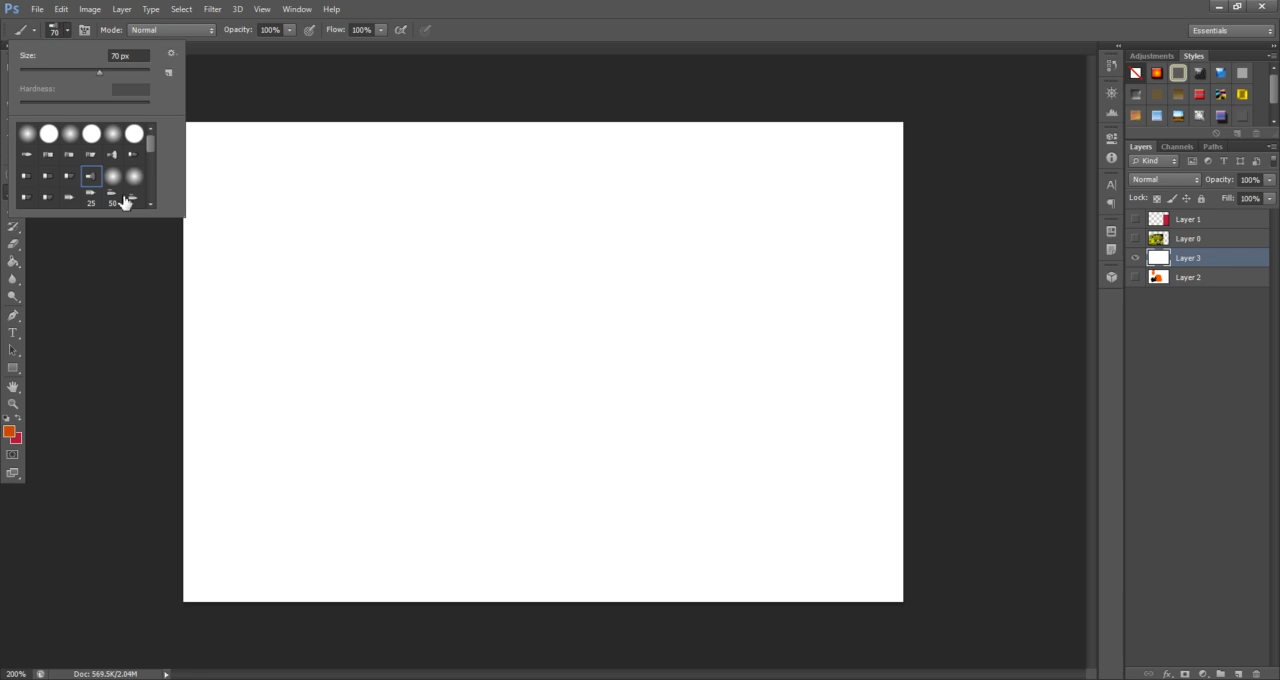 Ps File Edit Image Layer Type Select Filter 3D View Window Help
70 Mode: Normal Opacity: 100% Flow: 100% Essentials
Size: 70 px
Hardness:
25 50
Adjustments Styles
Layers Channels Paths
Kind
Normal Opacity: 100%
Lock: Fill: 100%
Layer 1
Layer 0
Layer 3
Layer 2
200% Doc: 569.5K/2.04M